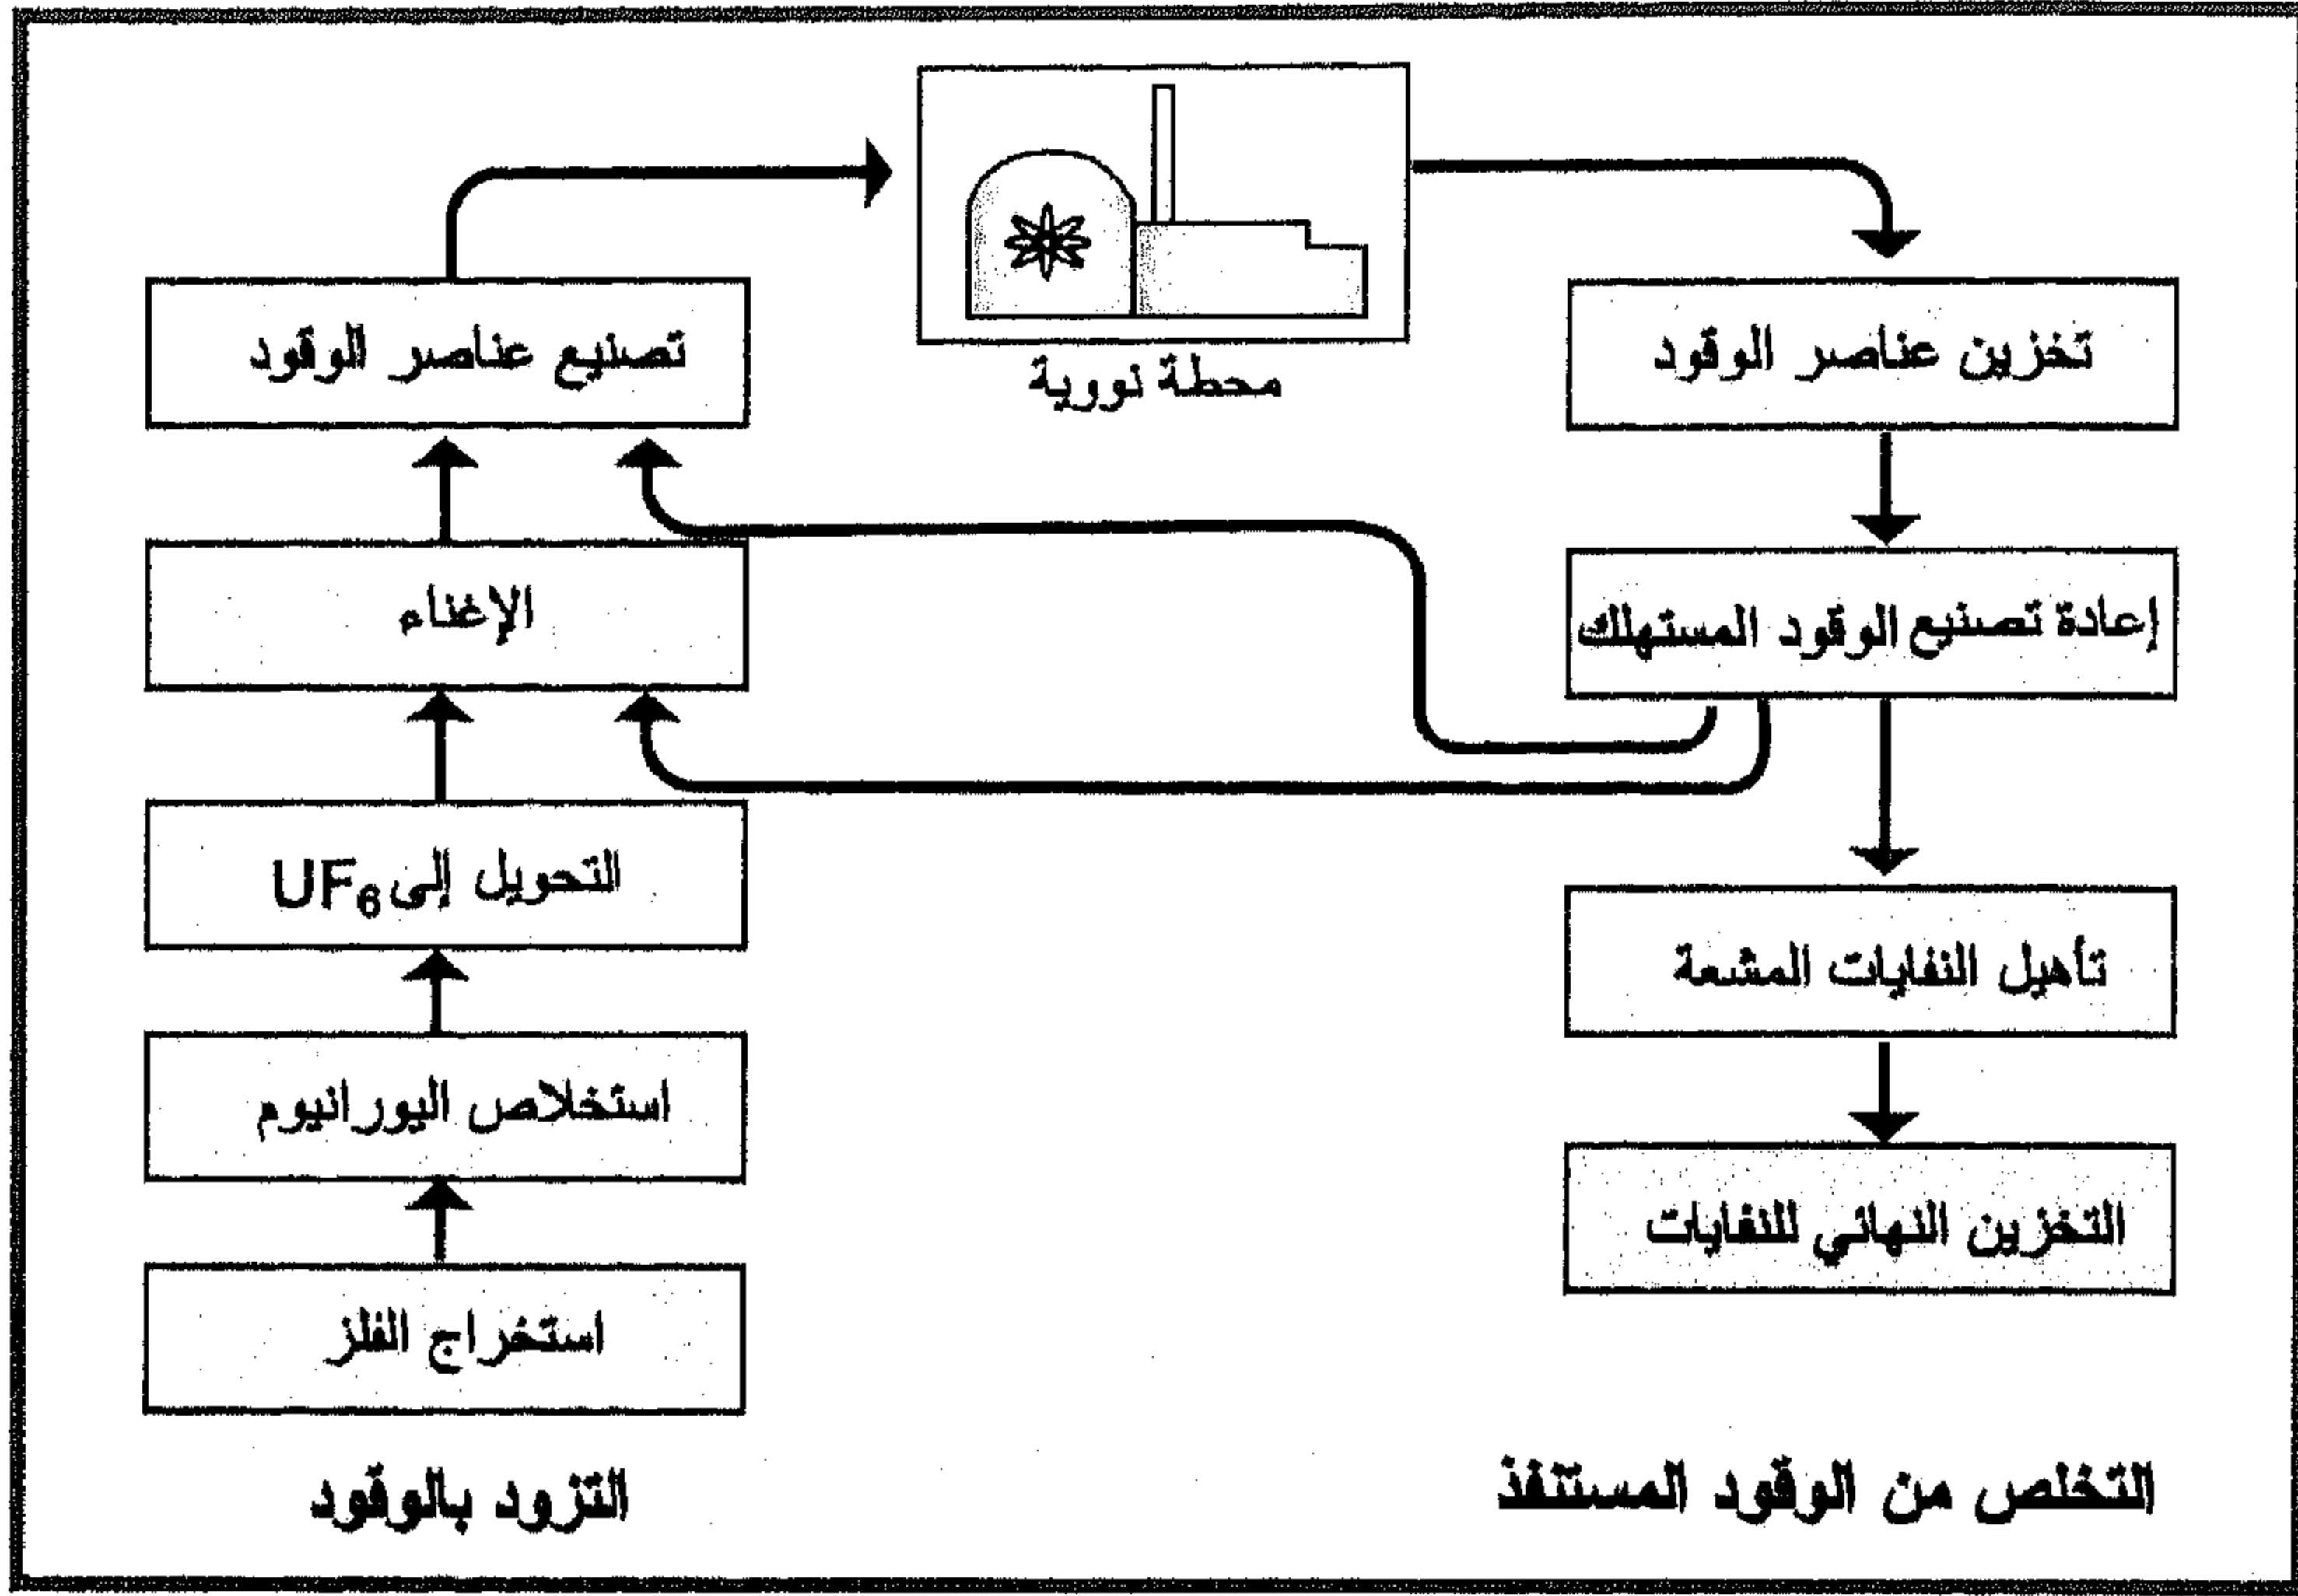 محطة نووية
تصنيع عناصر الوقود
الإغناء
التحويل إلى UF₆
استخلاص اليورانيوم
استخراج الفلز
التزود بالوقود
تخزين عناصر الوقود
إعادة تصنيع الوقود المستهلك
تأهيل النفايات المشعة
التخزين النهائي للنفايات
التخلص من الوقود المستنفذ